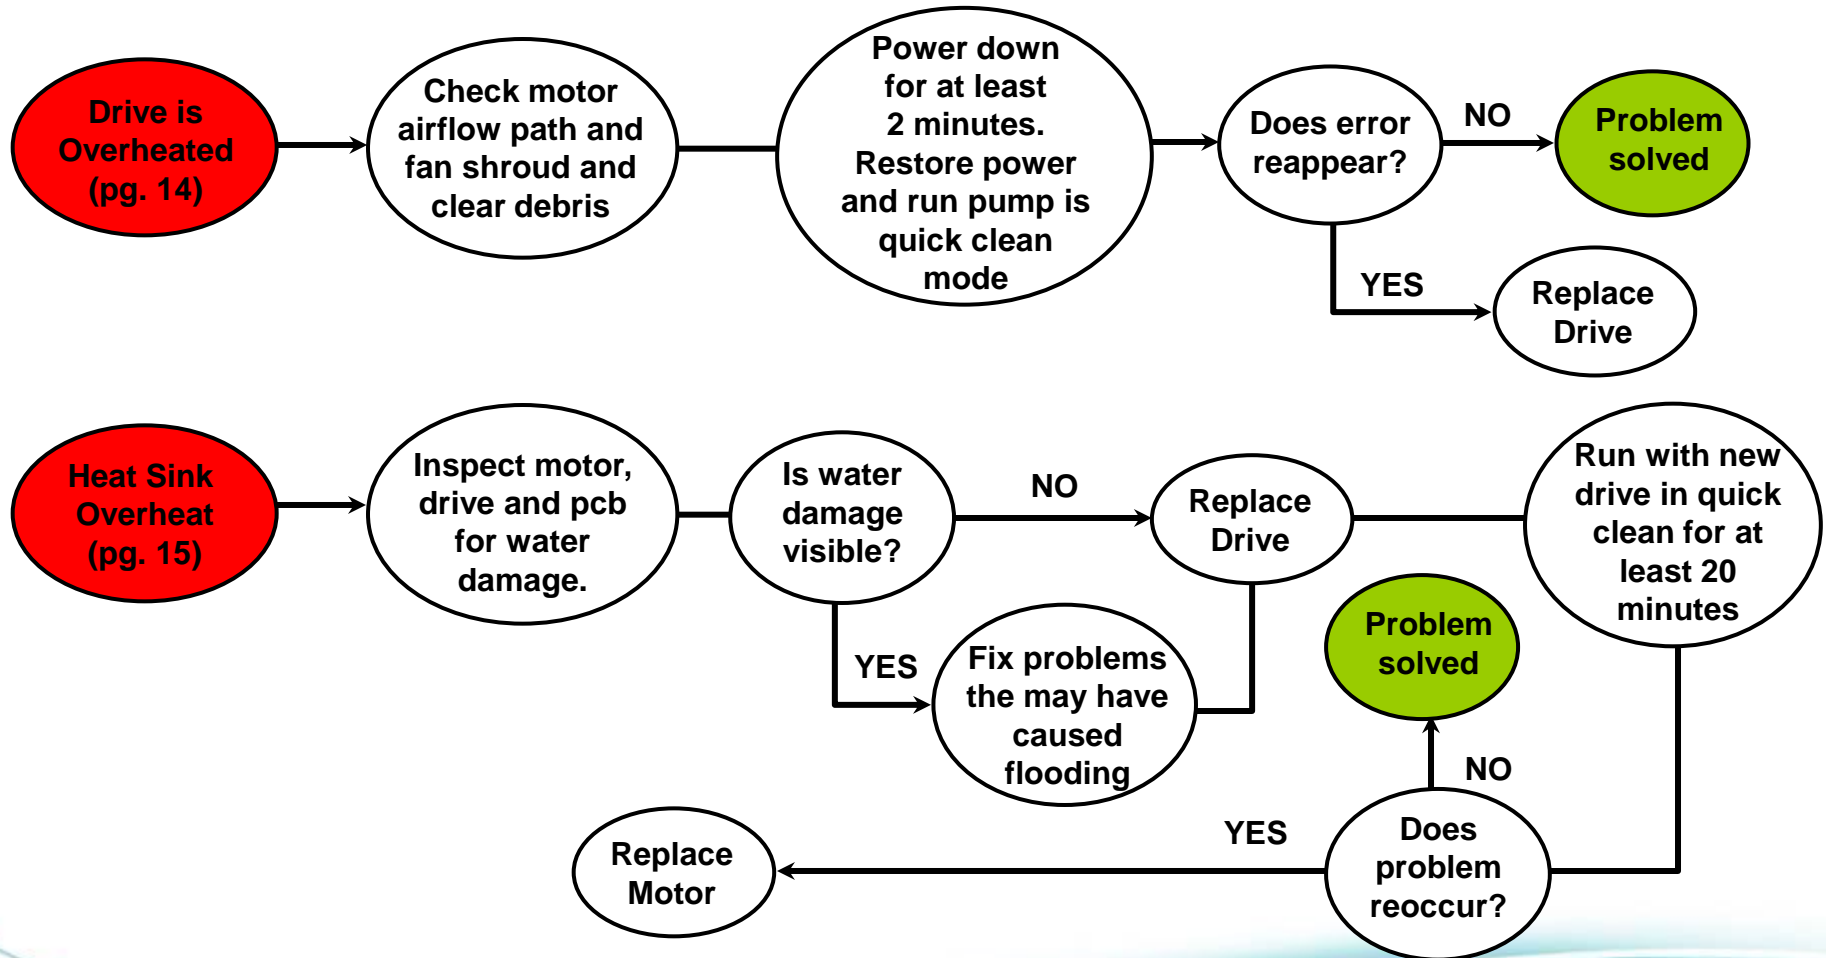 Drive is
Overheated
(pg. 14)
Check motor
airflow path and
fan shroud and
clear debris
Power down
for at least
2 minutes.
Restore power
and run pump is
quick clean
mode
Does error
reappear?
NO
Problem
solved
YES
Replace
Drive
Heat Sink
Overheat
(pg. 15)
Inspect motor,
drive and pcb
for water
damage.
Is water
damage
visible?
NO
Replace
Drive
Run with new
drive in quick
clean for at
least 20
minutes
YES
Fix problems
the may have
caused
flooding
Problem
solved
NO
Does
problem
reoccur?
YES
Replace
Motor